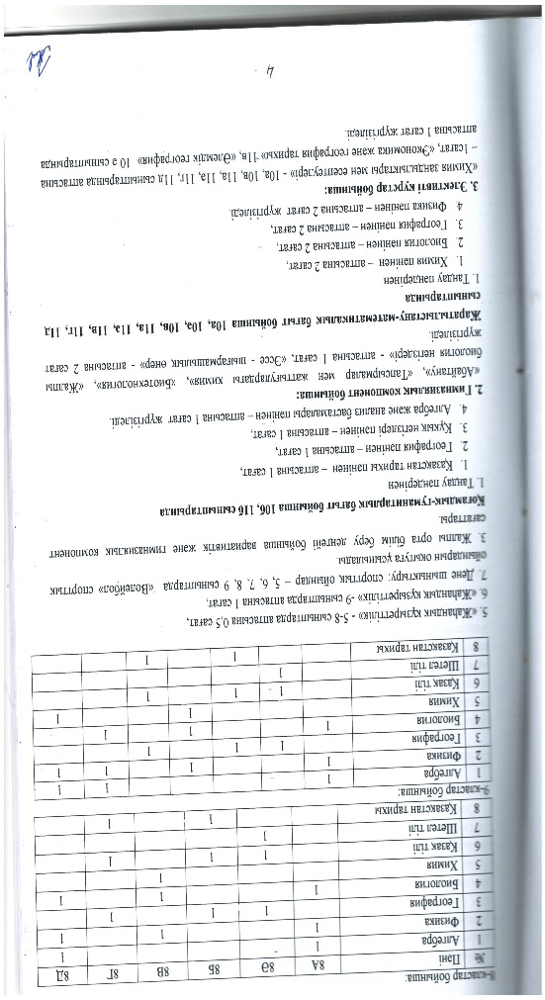 8-кластар бойынша:
№ Пәні 8А 8Ә 8Б 8В 8Г 8Д
1 Алгебра 1 1
2 Физика 1 1 1
3 География 1 1 1
4 Биология 1 1 1
5 Химия 1
6 Қазақ тілі 1 1 1
7 Шетел тілі 1
8 Қазақстан тарихы 1 1
9-кластар бойынша:
1 Алгебра 1 1 1
2 Физика 1 1 1 1
3 География 1 1 1
4 Биология 1 1 1
5 Химия 1 1
6 Қазақ тілі 1 1 1
7 Шетел тілі 1
8 Қазақстан тарихы 1 1
5. «Жаһандық құзыреттілік» - 5-8 сыныптарда аптасына 0,5 сағат,
6. «Жаһандық құзыреттілік» -9 сыныптарда аптасына 1 сағат,
7. Дене шынықтыру: спорттық ойындар – 5, 6, 7, 8, 9 сыныптарда «Волейбол» спорттық
ойындарын оқытуға ұсынылады.
3. Жалпы орта білім беру деңгейі бойынша вариативтік және гимназиялық компонент
сағаттары.
Қоғамдық-гуманитарлық бағыт бойынша 10б, 11б сыныптарында
1. Таңдау пәндерінен
1. Қазақстан тарихы пәнінен – аптасына 1 сағат,
2. География пәнінен – аптасына 1 сағат,
3. Құқық негіздері пәнінен – аптасына 1 сағат,
4. Алгебра және анализ бастамалары пәнінен – аптасына 1 сағат жүргізіледі.
2. Гимназиялық компонент бойынша:
«Абайтану», «Тапсырмалар мен жаттығулардағы химия», «Биотехнология», «Жалпы
биология негіздері» - аптасына 1 сағат, «Эссе - шығармашылық өнер» - аптасына 2 сағат
жүргізіледі.
Жаратылыстану-математикалық бағыт бойынша 10а, 10ә, 10в, 11а, 11ә, 11в, 11г, 11д
сыныптарында
1. Таңдау пәндерінен
1. Химия пәнінен – аптасына 2 сағат,
2. Биология пәнінен – аптасына 2 сағат,
3. География пәнінен – аптасына 2 сағат,
4. Физика пәнінен – аптасына 2 сағат жүргізіледі.
3. Элективті курстар бойынша:
«Химия заңдылықтары мен есептеулері» - 10а, 10в, 11а, 11ә, 11г, 11д сыныптарында аптасына
– 1сағат, «Экономика және география тарихы» -11в, «Әлемдік география» 10 ә сыныптарында
аптасына 1 сағат жүргізіледі.
4